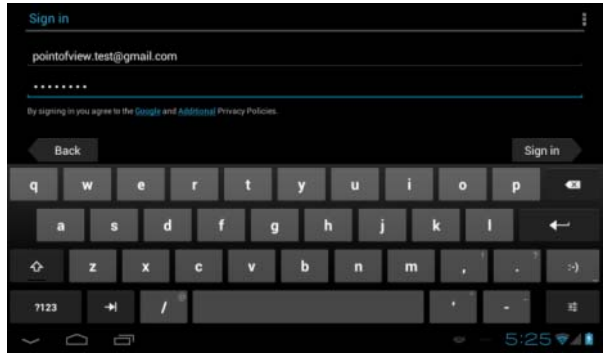 Sign in
pointofview.test@gmail.com
••••••••
By signing in you agree to the Google and Additional Privacy Policies.
Back Sign in
q w e r t y u i o p
a s d f g h j k l
z x c v b n m , ! . ? :-)
?123 / @ ' " - _
5:25